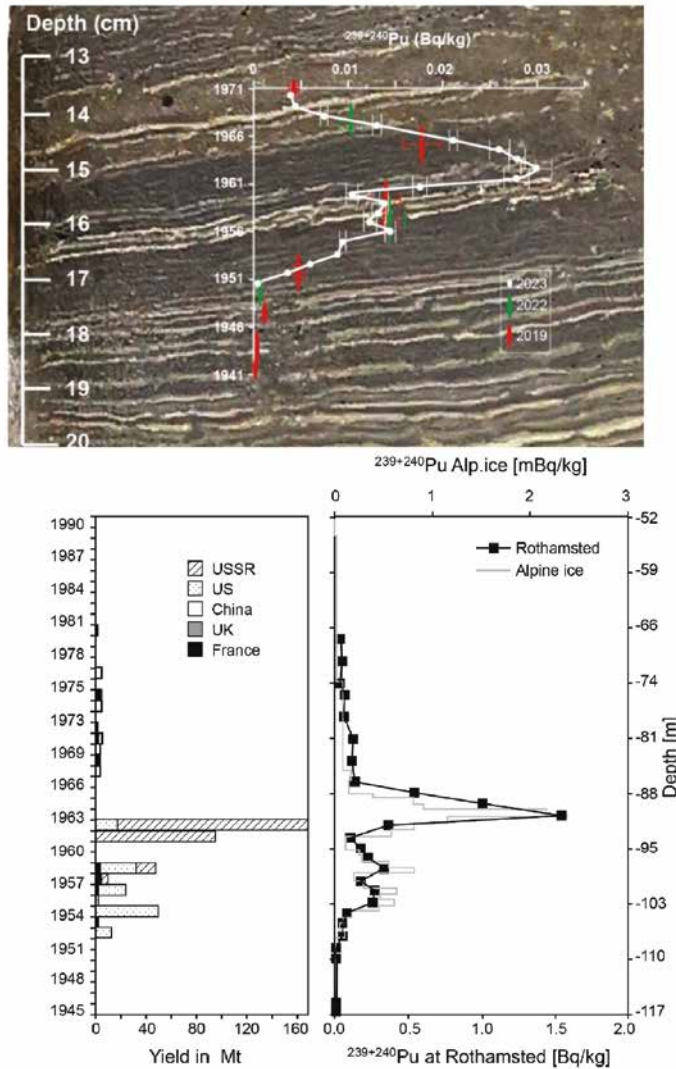 Depth (cm)
239+240Pu (Bq/kg)
0 0.01 0.02 0.03
13
14
15
16
17
18
19
20
1971
1966
1961
1956
1951
1946
1941
2023
2022
2019
239+240Pu Alp.ice [mBq/kg]
0 1 2 3
1990
1987
1984
1981
1978
1975
1973
1969
1966
1963
1960
1957
1954
1951
1948
1945
USSR
US
China
UK
France
Rothamsted
Alpine ice
-52
-59
-66
-74
-81
-88
-95
-103
-110
-117
Depth [m]
0 40 80 120 160
0.0 0.5 1.0 1.5 2.0
Yield in Mt
239+240Pu at Rothamsted [Bq/kg]